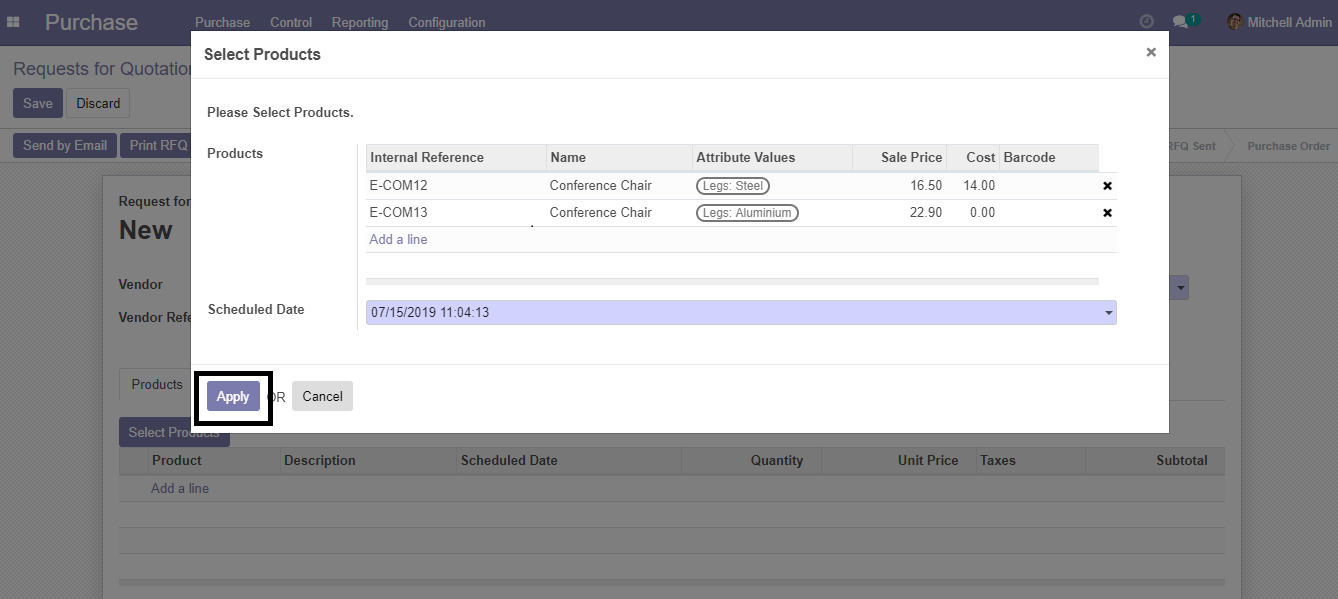 Purchase Purchase Control Reporting Configuration 1 Mitchell Admin
Requests for Quotation
Save Discard
Send by Email Print RFQ RFQ Sent Purchase Order
Request for
New
Vendor
Vendor Refe
Products
Select Products
Product Description Scheduled Date Quantity Unit Price Taxes Subtotal
Add a line
Select Products ×
Please Select Products.
Products
Internal Reference Name Attribute Values Sale Price Cost Barcode
E-COM12 Conference Chair Legs: Steel 16.50 14.00
E-COM13 Conference Chair Legs: Aluminium 22.90 0.00
Add a line
Scheduled Date 07/15/2019 11:04:13
Apply OR Cancel